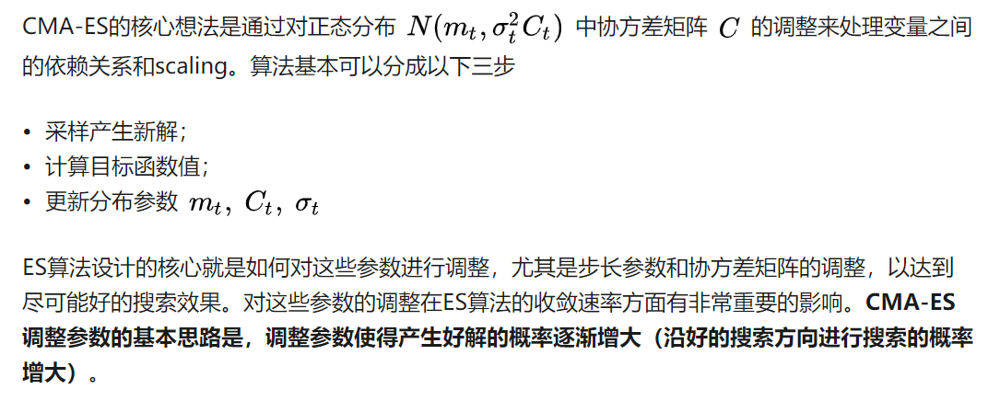 CMA-ES的核心想法是通过对正态分布 N(m_t, σ_t^2 C_t) 中协方差矩阵 C 的调整来处理变量之间
的依赖关系和scaling。算法基本可以分成以下三步
• 采样产生新解；
• 计算目标函数值；
• 更新分布参数 m_t, C_t, σ_t
ES算法设计的核心就是如何对这些参数进行调整，尤其是步长参数和协方差矩阵的调整，以达到
尽可能好的搜索效果。对这些参数的调整在ES算法的收敛速率方面有非常重要的影响。CMA-ES
调整参数的基本思路是，调整参数使得产生好解的概率逐渐增大（沿好的搜索方向进行搜索的概率
增大）。